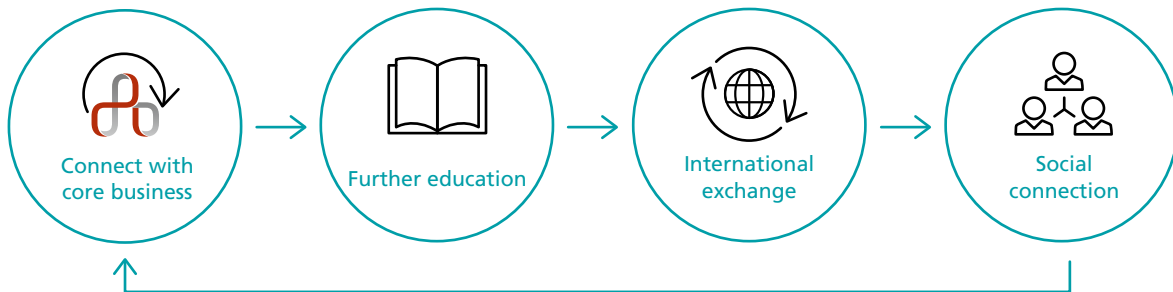 Connect with
core business
Further education
International
exchange
Social
connection